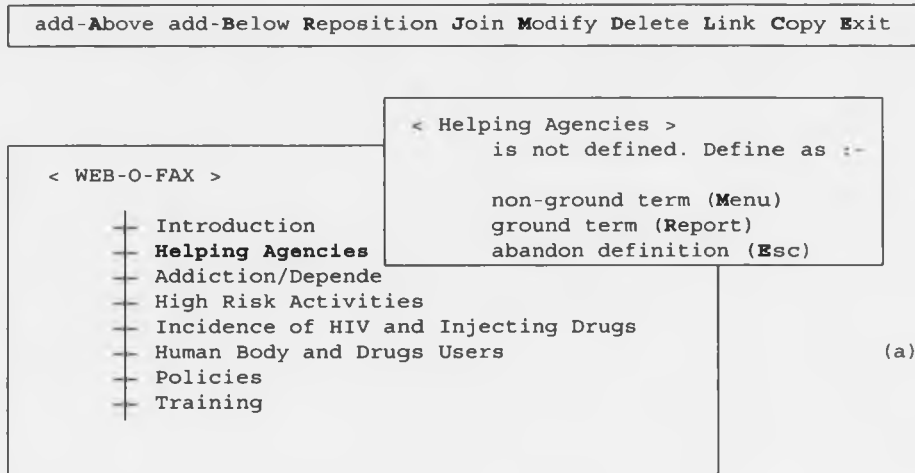 add-Above add-Below Reposition Join Modify Delete Link Copy Exit
< Helping Agencies >
is not defined. Define as :-
non-ground term (Menu)
ground term (Report)
abandon definition (Esc)
< WEB-O-FAX >
Introduction
Helping Agencies
Addiction/Depende
High Risk Activities
Incidence of HIV and Injecting Drugs
Human Body and Drugs Users
(a)
Policies
Training